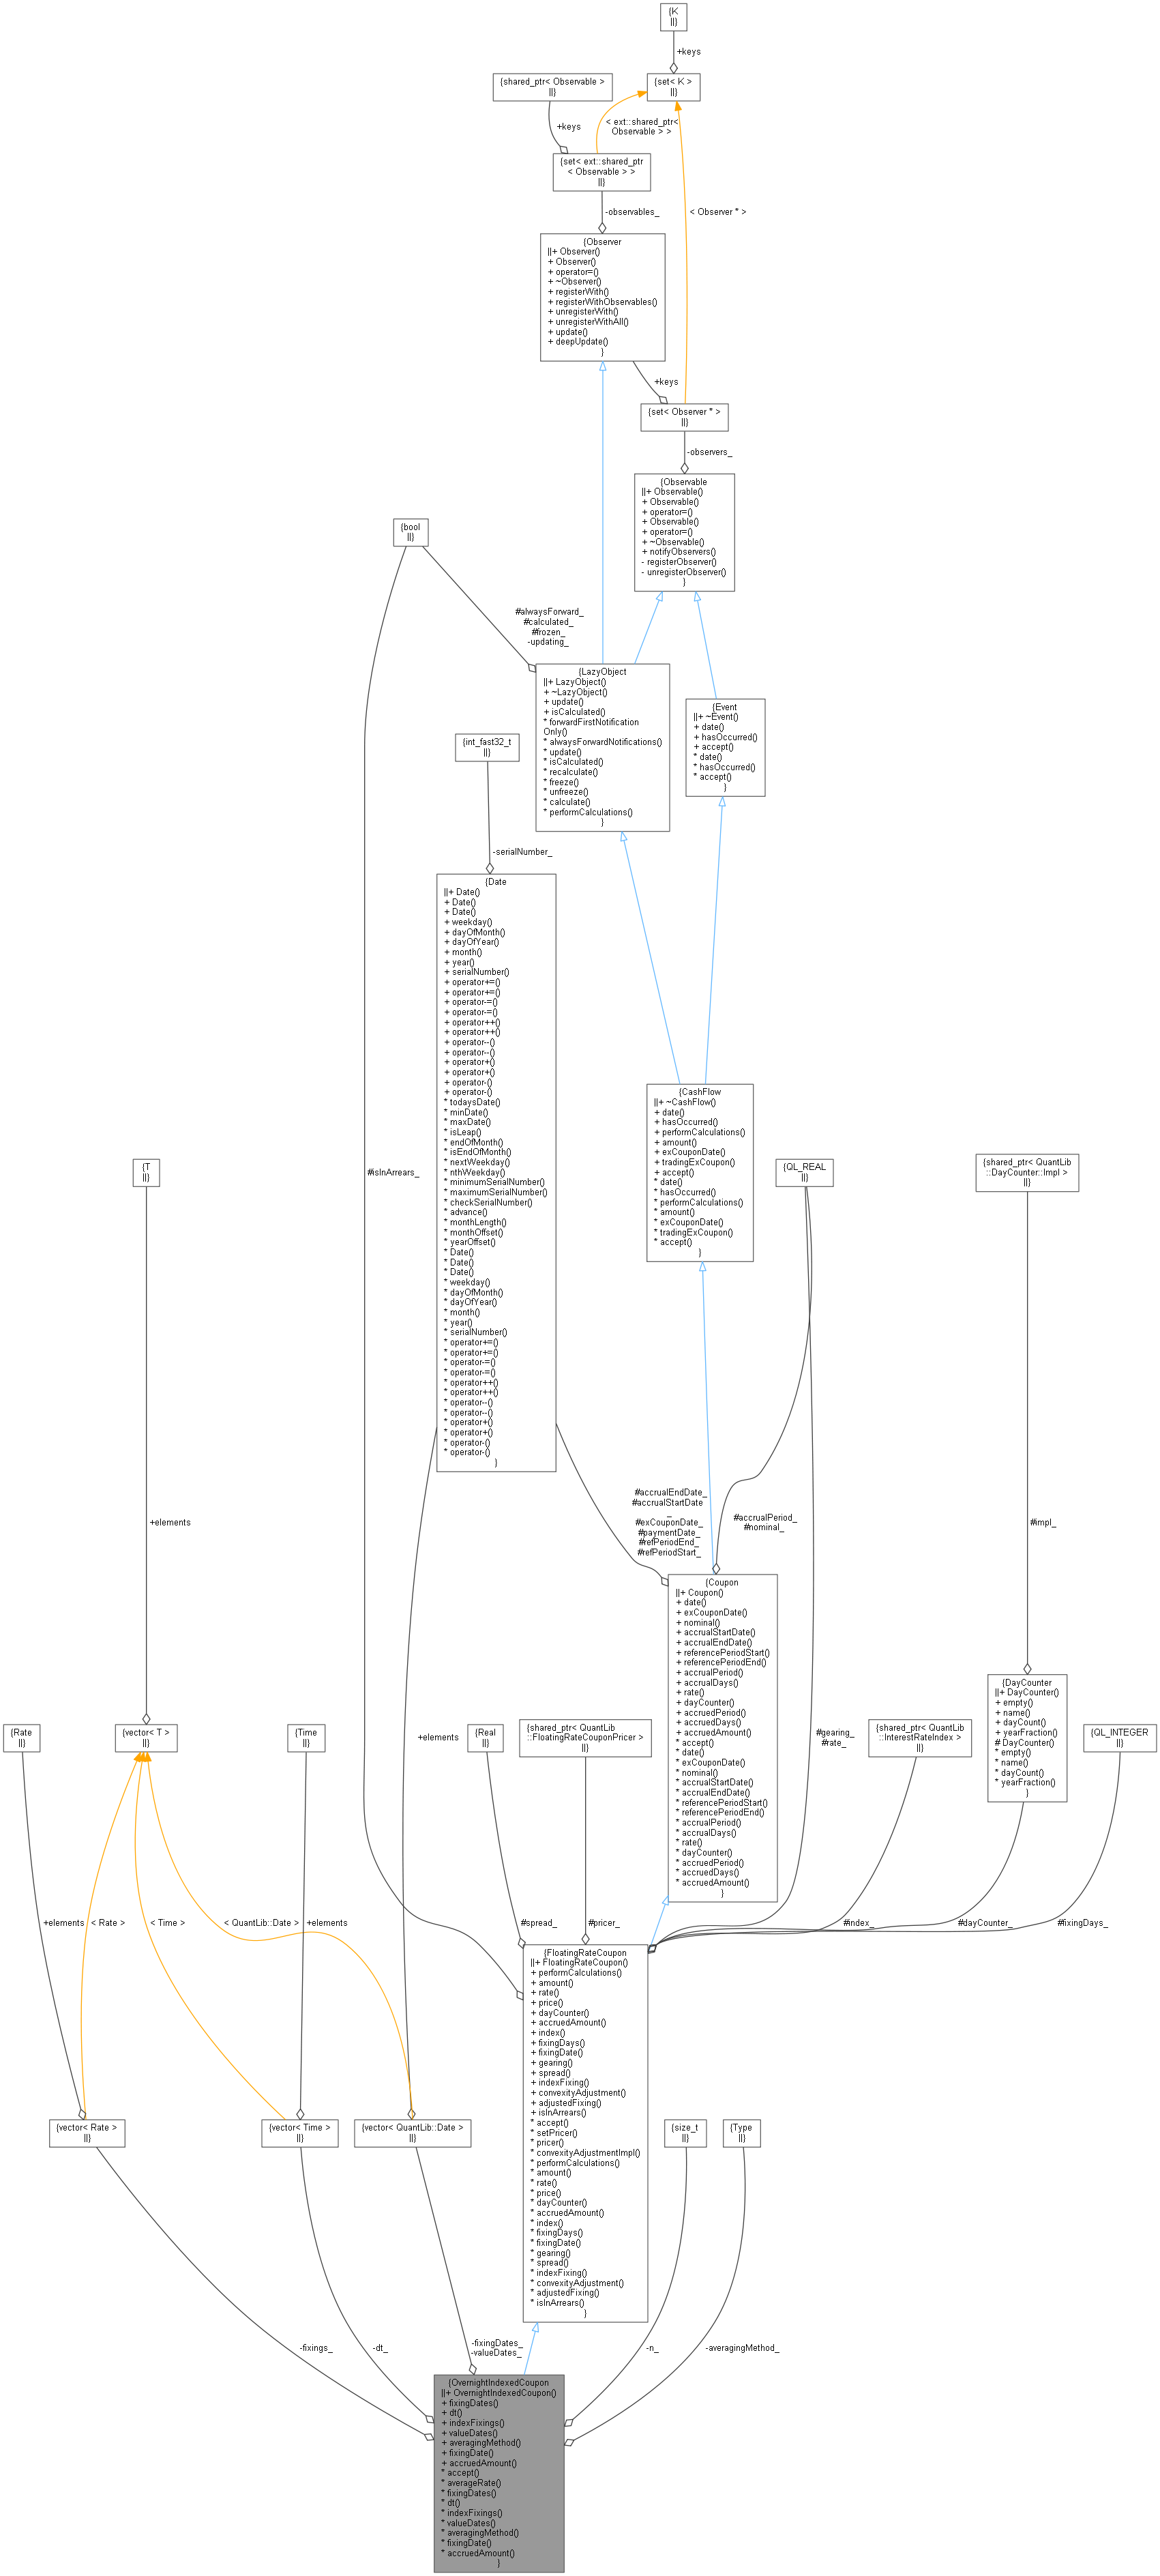 {K
||}
+keys
{shared_ptr< Observable >
||}
{set< K >
||}
+keys
< ext::shared_ptr<
Observable > >
{set< ext::shared_ptr
< Observable > >
||}
-observables_
< Observer * >
{Observer
||+ Observer()
+ Observer()
+ operator=()
+ ~Observer()
+ registerWith()
+ registerWithObservables()
+ unregisterWith()
+ unregisterWithAll()
+ update()
+ deepUpdate()
}
+keys
{set< Observer * >
||}
-observers_
{Observable
||+ Observable()
+ Observable()
+ operator=()
+ Observable()
+ operator=()
+ ~Observable()
+ notifyObservers()
- registerObserver()
- unregisterObserver()
}
{bool
||}
#alwaysForward_
#calculated_
#frozen_
-updating_
{LazyObject
||+ LazyObject()
+ ~LazyObject()
+ update()
+ isCalculated()
* forwardFirstNotification
Only()
* alwaysForwardNotifications()
* update()
* isCalculated()
* recalculate()
* freeze()
* unfreeze()
* calculate()
* performCalculations()
}
{Event
||+ ~Event()
+ date()
+ hasOccurred()
+ accept()
* date()
* hasOccurred()
* accept()
}
{int_fast32_t
||}
-serialNumber_
{Date
||+ Date()
+ Date()
+ Date()
+ weekday()
+ dayOfMonth()
+ dayOfYear()
+ month()
+ year()
+ serialNumber()
+ operator+=()
+ operator+=()
+ operator-=()
+ operator-=()
+ operator++()
+ operator++()
+ operator--()
+ operator--()
+ operator+()
+ operator+()
+ operator-()
+ operator-()
* todaysDate()
* minDate()
* maxDate()
* isLeap()
* endOfMonth()
* isEndOfMonth()
* nextWeekday()
* nthWeekday()
* minimumSerialNumber()
* maximumSerialNumber()
* checkSerialNumber()
* advance()
* monthLength()
* monthOffset()
* yearOffset()
* Date()
* Date()
* Date()
* weekday()
* dayOfMonth()
* dayOfYear()
* month()
* year()
* serialNumber()
* operator+=()
* operator+=()
* operator-=()
* operator-=()
* operator++()
* operator++()
* operator--()
* operator--()
* operator+()
* operator+()
* operator-()
* operator-()
}
{CashFlow
||+ ~CashFlow()
+ date()
+ hasOccurred()
+ performCalculations()
+ amount()
+ exCouponDate()
+ tradingExCoupon()
+ accept()
* date()
* hasOccurred()
* performCalculations()
* amount()
* exCouponDate()
* tradingExCoupon()
* accept()
}
#isInArrears_
{T
||}
{QL_REAL
||}
{shared_ptr< QuantLib
::DayCounter::Impl >
||}
+elements
#accrualEndDate_
#accrualStartDate
_
#exCouponDate_
#paymentDate_
#refPeriodEnd_
#refPeriodStart_
#accrualPeriod_
#nominal_
#impl_
{Coupon
||+ Coupon()
+ date()
+ exCouponDate()
+ nominal()
+ accrualStartDate()
+ accrualEndDate()
+ referencePeriodStart()
+ referencePeriodEnd()
+ accrualPeriod()
+ accrualDays()
+ rate()
+ dayCounter()
+ accruedPeriod()
+ accruedDays()
+ accruedAmount()
* accept()
* date()
* exCouponDate()
* nominal()
* accrualStartDate()
* accrualEndDate()
* referencePeriodStart()
* referencePeriodEnd()
* accrualPeriod()
* accrualDays()
* rate()
* dayCounter()
* accruedPeriod()
* accruedDays()
* accruedAmount()
}
{DayCounter
||+ DayCounter()
+ empty()
+ name()
+ dayCount()
+ yearFraction()
# DayCounter()
* empty()
* name()
* dayCount()
* yearFraction()
}
{Rate
||}
{vector< T >
||}
{Time
||}
+elements
{Real
||}
{shared_ptr< QuantLib
::FloatingRateCouponPricer >
||}
#gearing_
#rate_
{shared_ptr< QuantLib
::InterestRateIndex >
||}
{QL_INTEGER
||}
+elements
< Rate >
< Time >
< QuantLib::Date >
+elements
#spread_
#pricer_
#index_
#dayCounter_
#fixingDays_
{FloatingRateCoupon
||+ FloatingRateCoupon()
+ performCalculations()
+ amount()
+ rate()
+ price()
+ dayCounter()
+ accruedAmount()
+ index()
+ fixingDays()
+ fixingDate()
+ gearing()
+ spread()
+ indexFixing()
+ convexityAdjustment()
+ adjustedFixing()
+ isInArrears()
* accept()
* setPricer()
* pricer()
* convexityAdjustmentImpl()
* performCalculations()
* amount()
* rate()
* price()
* dayCounter()
* accruedAmount()
* index()
* fixingDays()
* fixingDate()
* gearing()
* spread()
* indexFixing()
* convexityAdjustment()
* adjustedFixing()
* isInArrears()
}
{vector< Rate >
||}
{vector< Time >
||}
{vector< QuantLib::Date >
||}
{size_t
||}
{Type
||}
-fixings_
-dt_
-fixingDates_
-valueDates_
-n_
-averagingMethod_
{OvernightIndexedCoupon
||+ OvernightIndexedCoupon()
+ fixingDates()
+ dt()
+ indexFixings()
+ valueDates()
+ averagingMethod()
+ fixingDate()
+ accruedAmount()
* accept()
* averageRate()
* fixingDates()
* dt()
* indexFixings()
* valueDates()
* averagingMethod()
* fixingDate()
* accruedAmount()
}